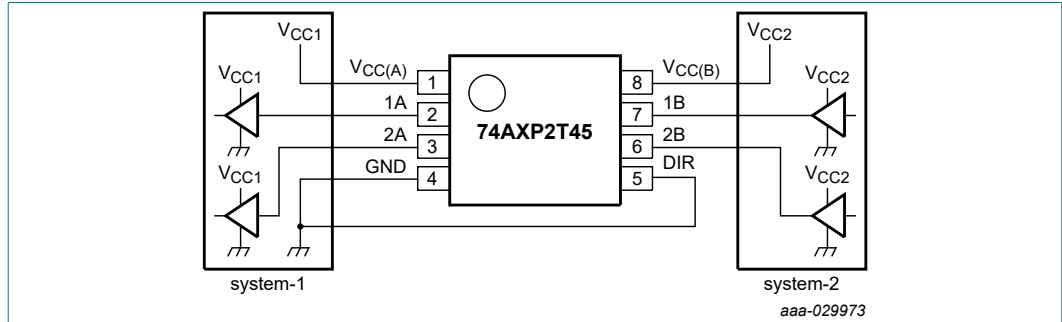 VCC1 VCC2
VCC1 VCC(A) 1 8 VCC(B) VCC2
1A 2 7 1B
2A 3 74AXP2T45 6 2B
VCC1 GND 4 5 DIR VCC2
system-1 system-2
aaa-029973